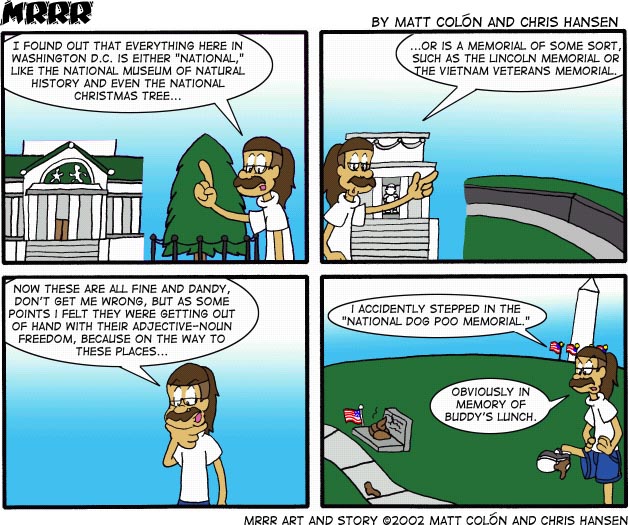 MRRR
BY MATT COLÓN AND CHRIS HANSEN
I FOUND OUT THAT EVERYTHING HERE IN
WASHINGTON D.C. IS EITHER "NATIONAL,"
LIKE THE NATIONAL MUSEUM OF NATURAL
HISTORY AND EVEN THE NATIONAL
CHRISTMAS TREE...
...OR IS A MEMORIAL OF SOME SORT,
SUCH AS THE LINCOLN MEMORIAL OR
THE VIETNAM VETERANS MEMORIAL.
NOW THESE ARE ALL FINE AND DANDY,
DON'T GET ME WRONG, BUT AS SOME
POINTS I FELT THEY WERE GETTING OUT
OF HAND WITH THEIR ADJECTIVE-NOUN
FREEDOM, BECAUSE ON THE WAY TO
THESE PLACES...
I ACCIDENTLY STEPPED IN THE
"NATIONAL DOG POO MEMORIAL."
OBVIOUSLY IN
MEMORY OF
BUDDY'S LUNCH.
MRRR ART AND STORY ©2002 MATT COLÓN AND CHRIS HANSEN